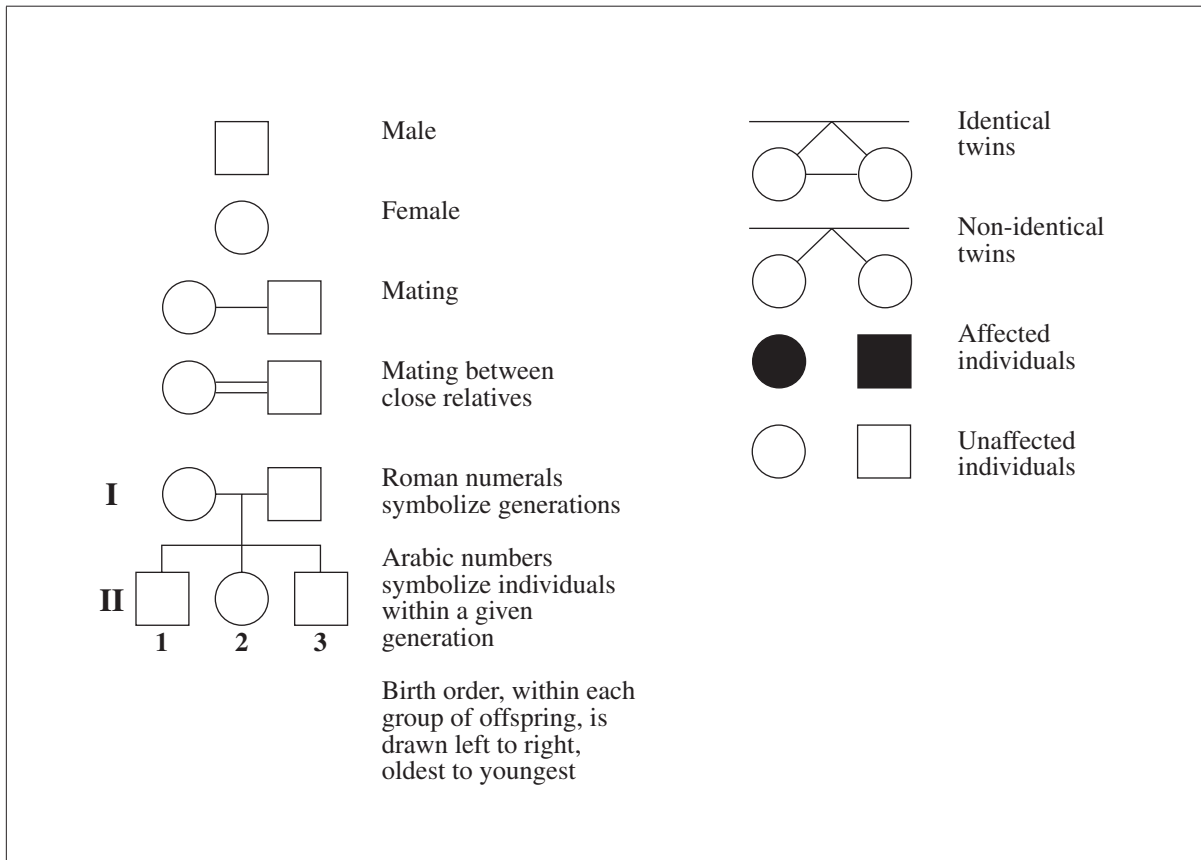 Male
Female
Mating
Mating between
close relatives
I
Roman numerals
symbolize generations
II
1 2 3
Arabic numbers
symbolize individuals
within a given
generation
Birth order, within each
group of offspring, is
drawn left to right,
oldest to youngest
Identical
twins
Non-identical
twins
Affected
individuals
Unaffected
individuals